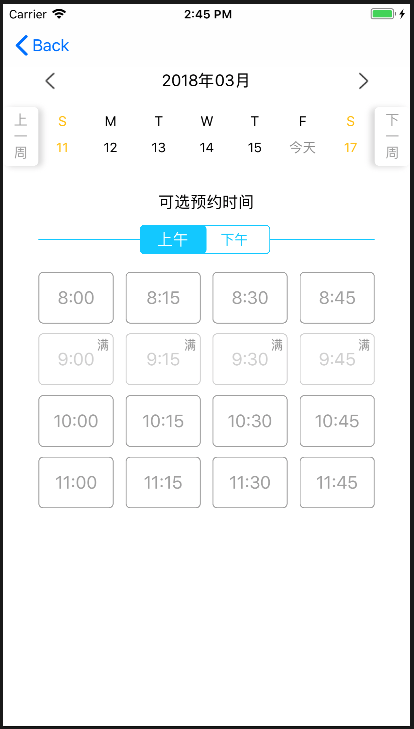 Carrier 2:45 PM
Back
2018年03月
上一周
S M T W T F S
11 12 13 14 15 今天 17
下一周
可选预约时间
上午 下午
8:00 8:15 8:30 8:45
满 满 满 满
9:00 9:15 9:30 9:45
10:00 10:15 10:30 10:45
11:00 11:15 11:30 11:45